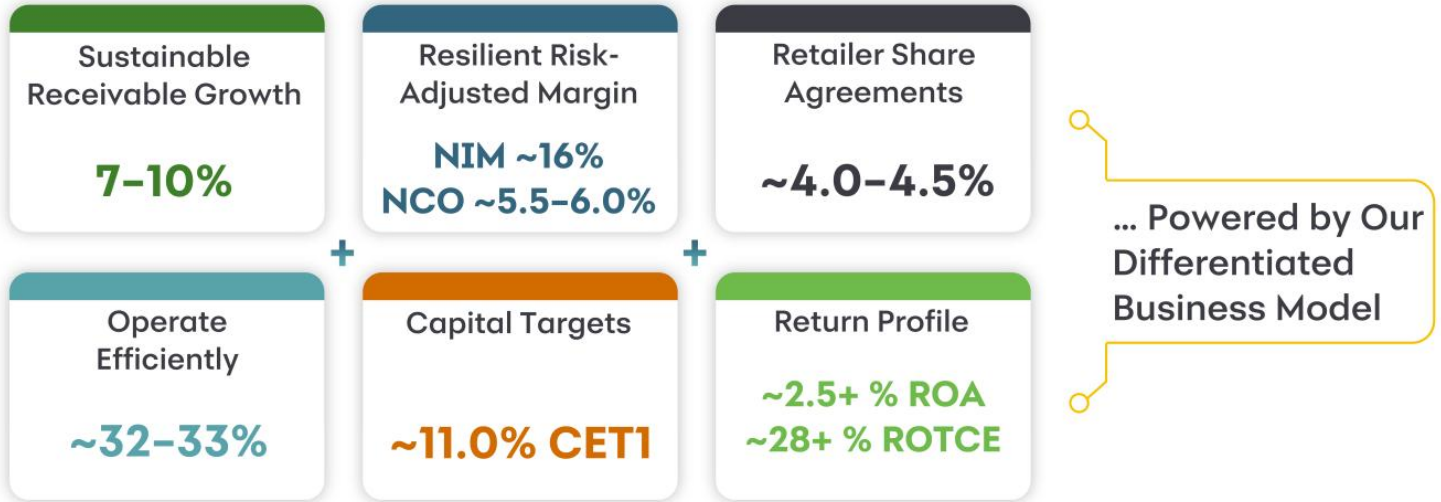 Sustainable
Receivable Growth
7–10%
Resilient Risk-
Adjusted Margin
NIM ~16%
NCO ~5.5–6.0%
Retailer Share
Agreements
~4.0–4.5%
+
+
Operate
Efficiently
~32–33%
Capital Targets
~11.0% CET1
Return Profile
~2.5+ % ROA
~28+ % ROTCE
... Powered by Our
Differentiated
Business Model